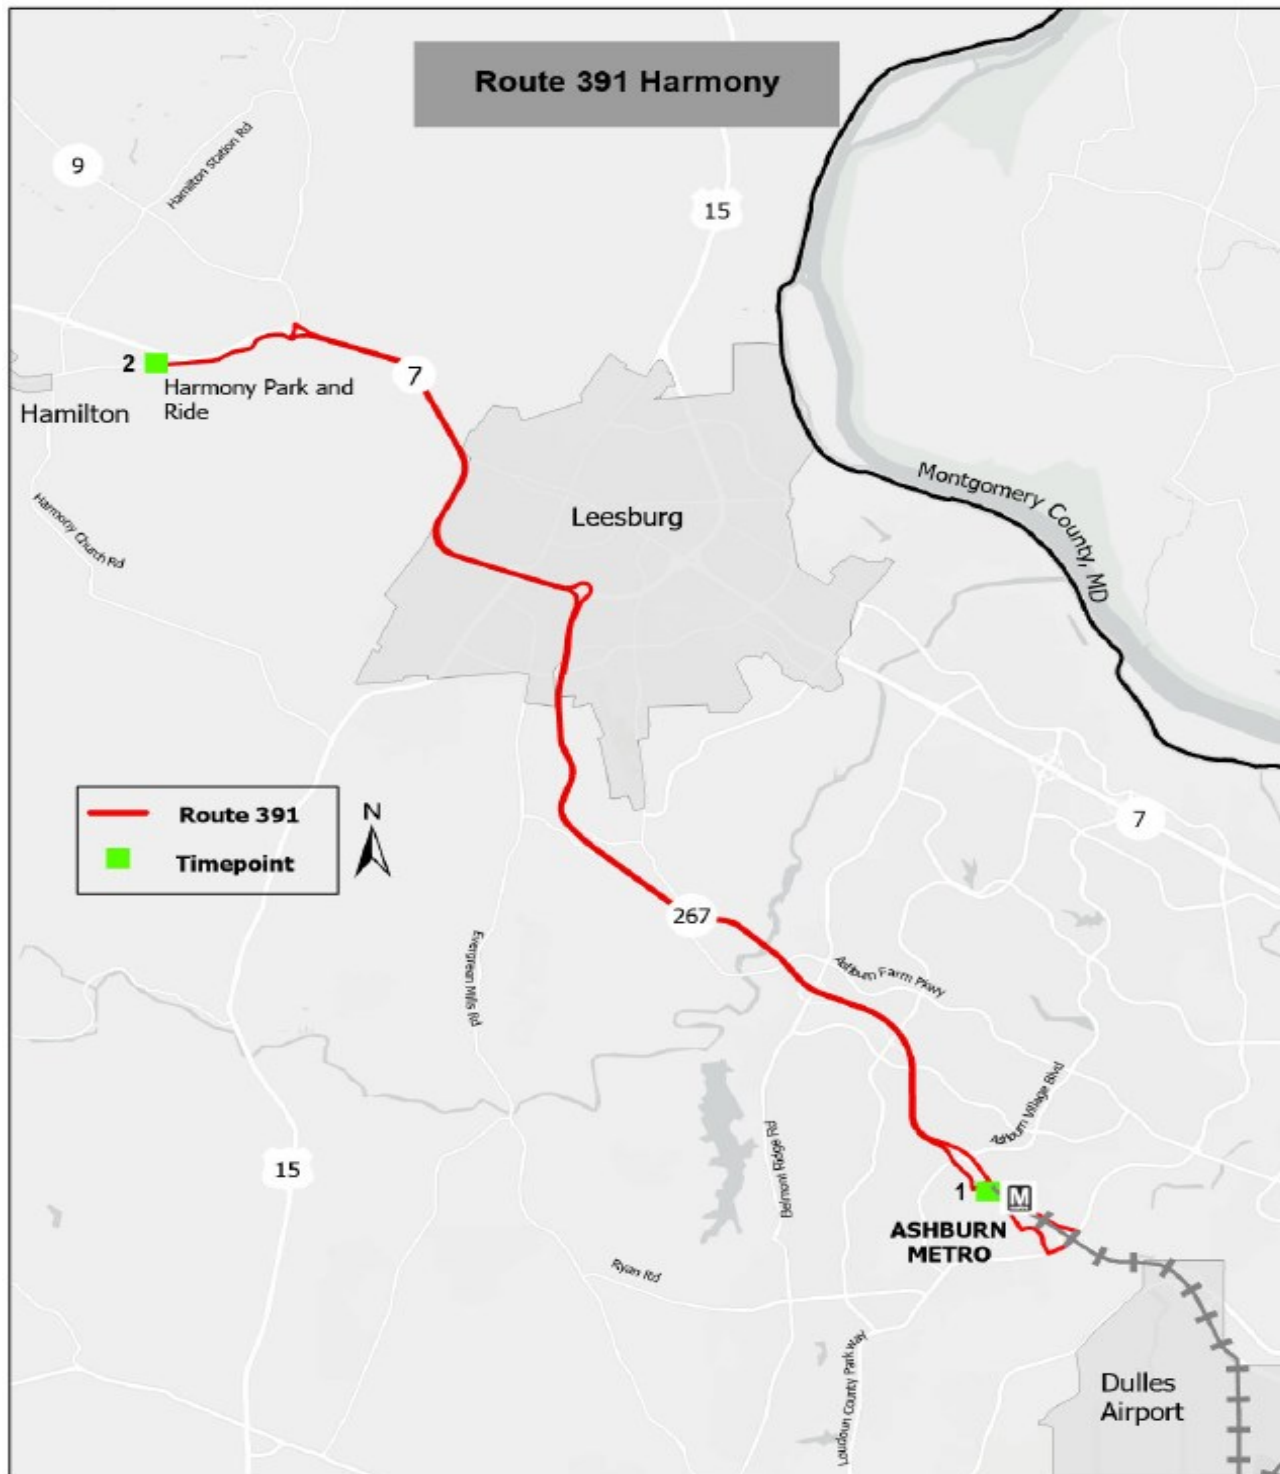 Route 391 Harmony
Hamilton Station Rd
9
15
2
Harmony Park and
Ride
7
Hamilton
Harmony Church Rd
Leesburg
Montgomery County, MD
Route 391
Timepoint
N
7
267
Evergreen Mills Rd
Ashburn Farm Pkwy
Ashburn Village Blvd
Belmont Ridge Rd
15
1
M
ASHBURN
METRO
Ryan Rd
Loudoun County Parkway
Dulles
Airport